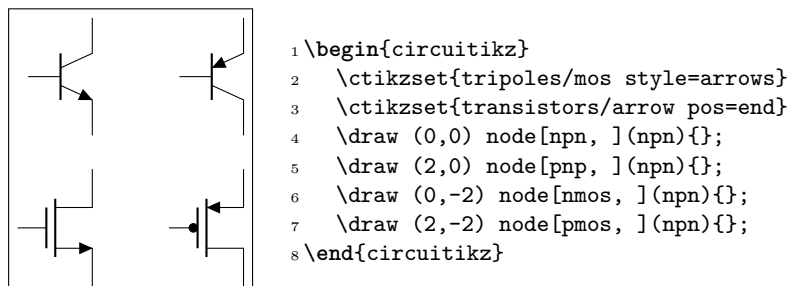 1 \begin{circuitikz}
2 \ctikzset{tripoles/mos style=arrows}
3 \ctikzset{transistors/arrow pos=end}
4 \draw (0,0) node[npn, ](npn){};
5 \draw (2,0) node[pnp, ](npn){};
6 \draw (0,-2) node[nmos, ](npn){};
7 \draw (2,-2) node[pmos, ](npn){};
8 \end{circuitikz}